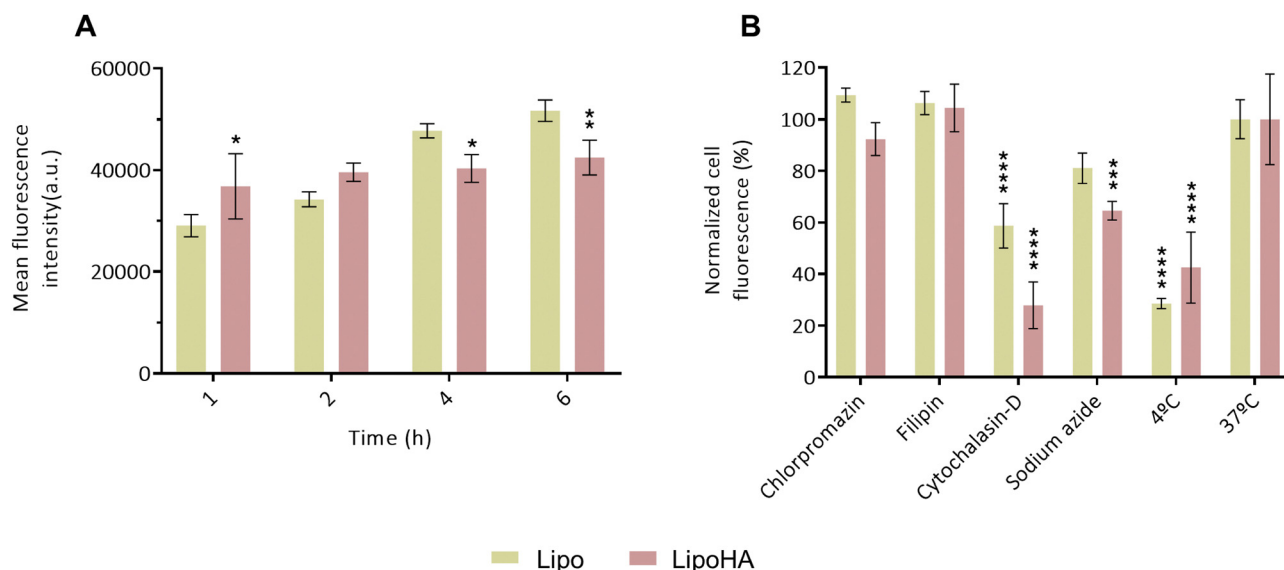 A
Mean fluorescence
intensity(a.u.)
60000
40000
20000
0
*
*
**
1
2
4
6
Time (h)
B
Normalized cell
fluorescence (%)
120
100
80
60
40
20
0
****
****
***
****
****
Chlorpromazin
Filipin
Cytochalasin-D
Sodium azide
4ºC
37ºC
Lipo
LipoHA